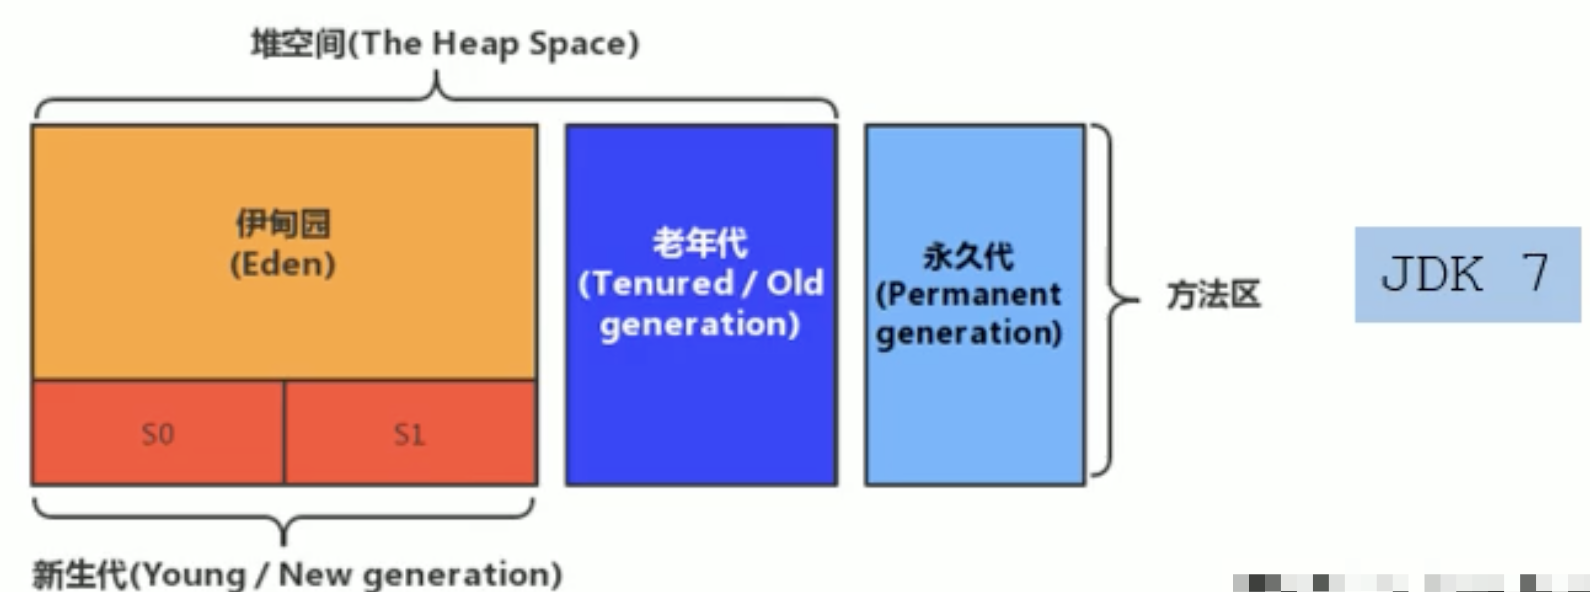 堆空间(The Heap Space)
伊甸园
(Eden)
S0
S1
新生代(Young / New generation)
老年代
(Tenured / Old
generation)
永久代
(Permanent
generation)
方法区
JDK 7